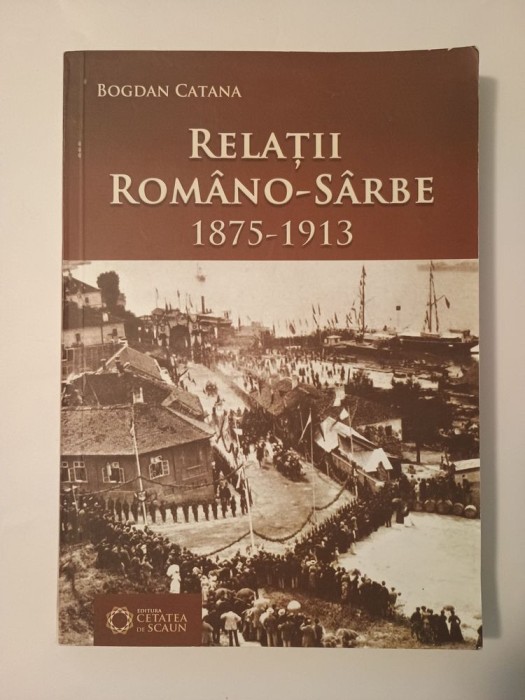 BOGDAN CATANA
RELAȚII
ROMÂNO-SÂRBE
1875-1913
EDITURA
CETATEA
DE SCAUN